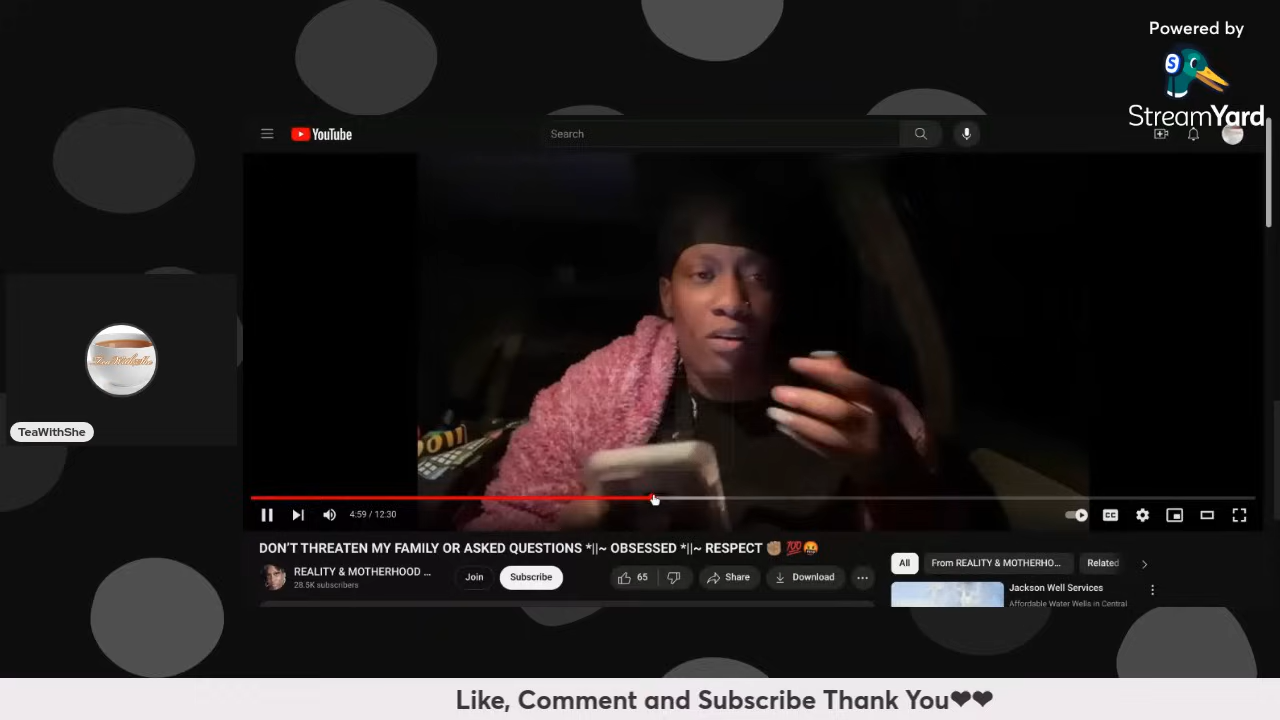 Powered by
StreamYard
YouTube
Search
TeaWithShe
4:59 / 12:30
CC
DON'T THREATEN MY FAMILY OR ASKED QUESTIONS *||~ OBSESSED *||~ RESPECT ✊🏽 💯🤬
REALITY & MOTHERHOOD ...
28.5K subscribers
Join
Subscribe
65
Share
Download
All
From REALITY & MOTHERHO...
Related
Jackson Well Services
Affordable Water Wells in Central
Like, Comment and Subscribe Thank You❤❤